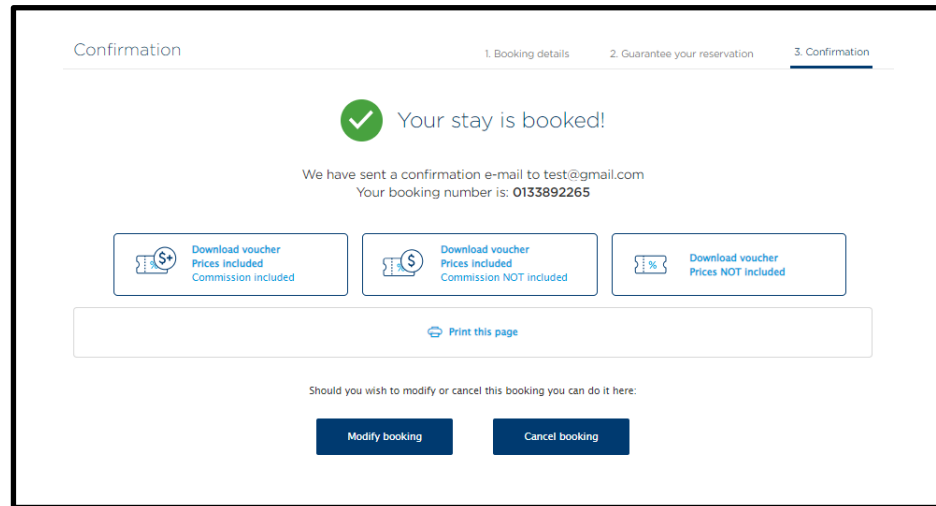 Confirmation
1. Booking details
2. Guarantee your reservation
3. Confirmation
Your stay is booked!
We have sent a confirmation e-mail to test@gmail.com
Your booking number is: 0133892265
$+
%
Download voucher
Prices included
Commission included
$
%
Download voucher
Prices included
Commission NOT included
%
Download voucher
Prices NOT included
Print this page
Should you wish to modify or cancel this booking you can do it here:
Modify booking
Cancel booking